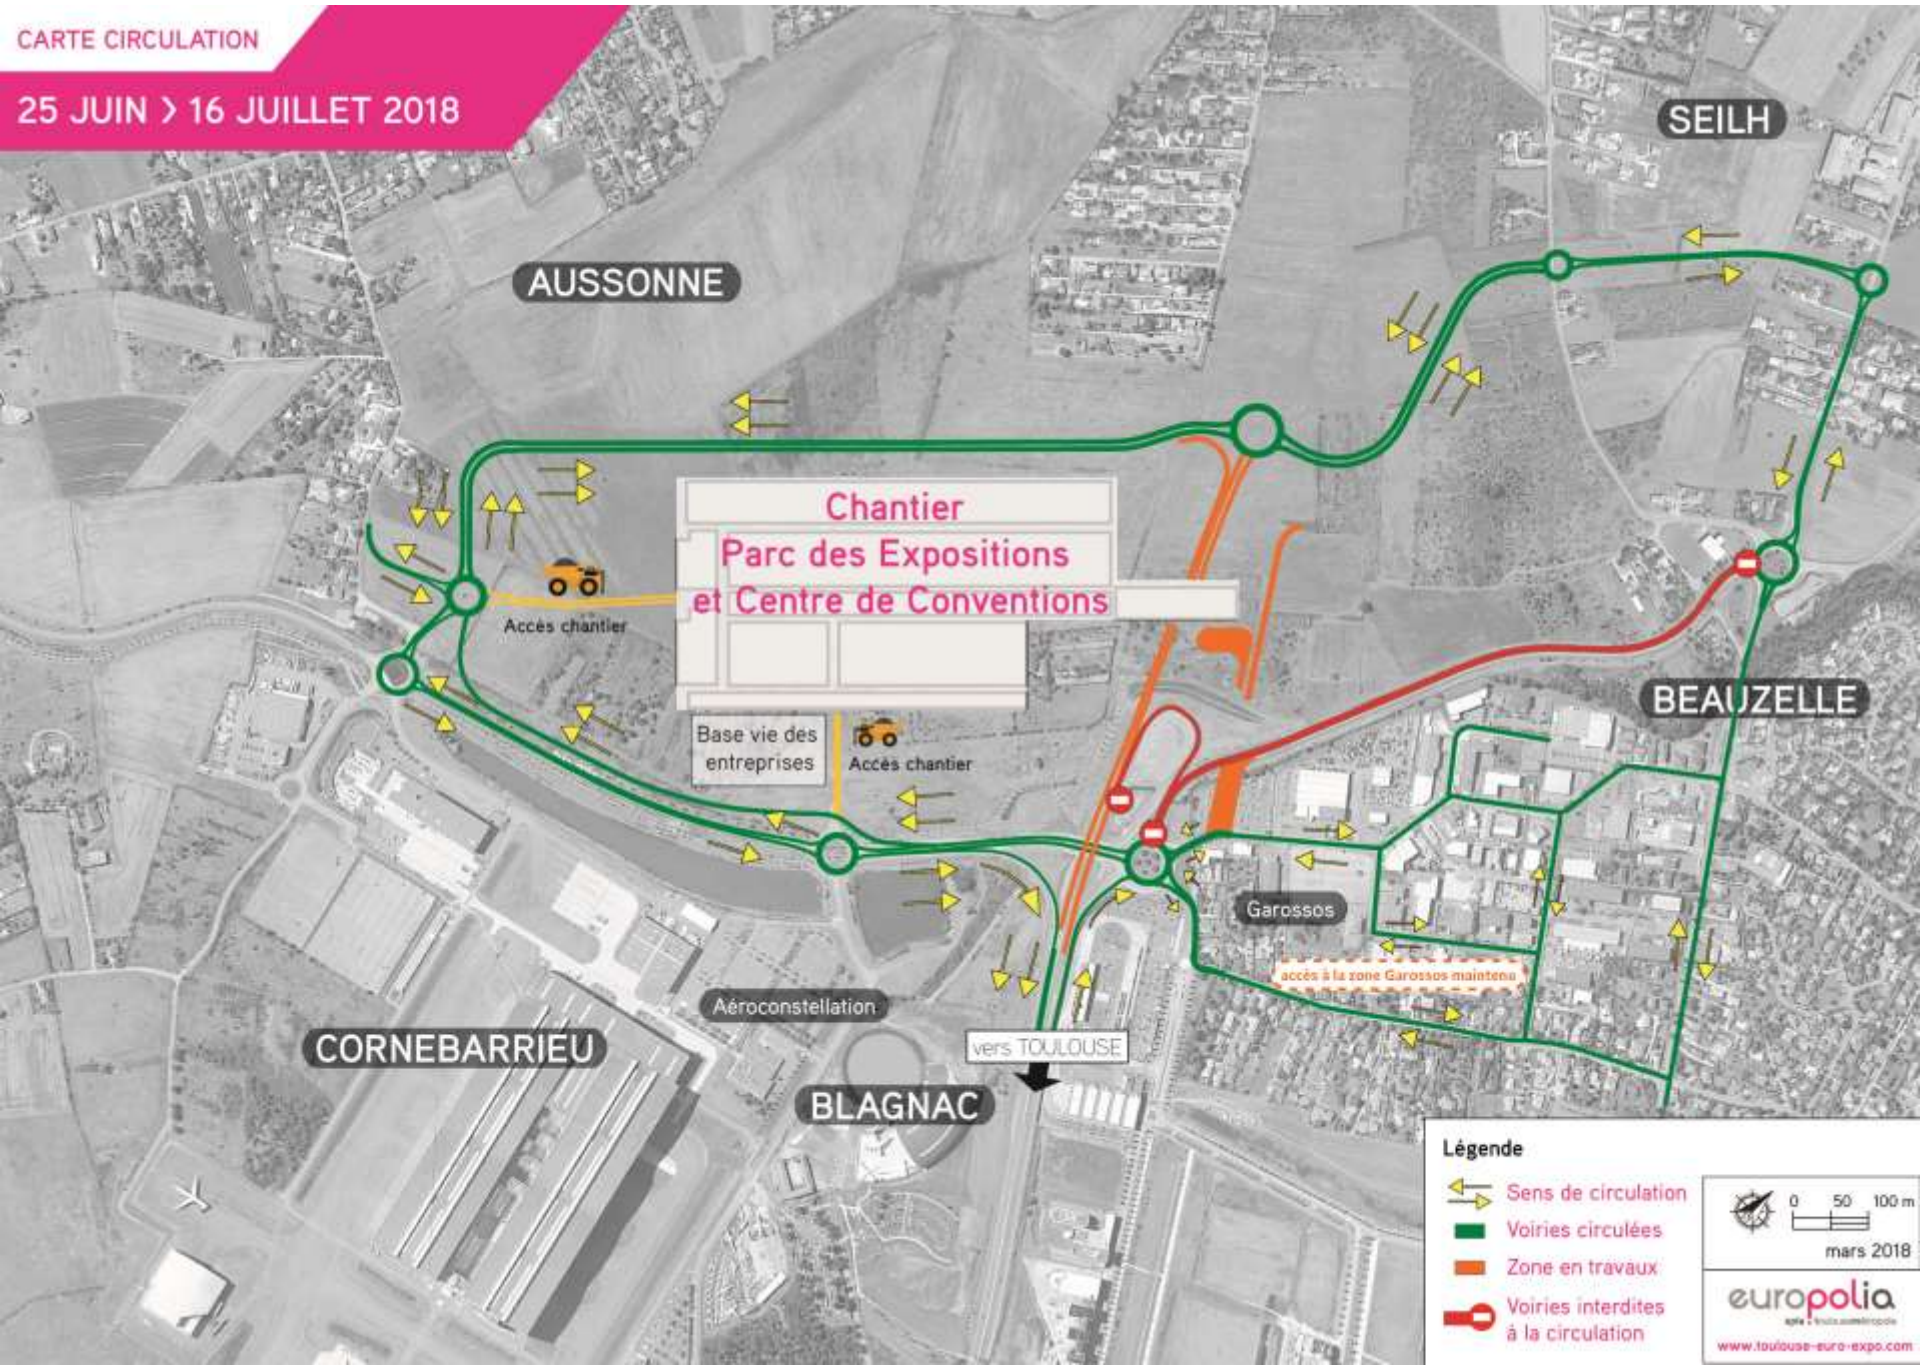 CARTE CIRCULATION
25 JUIN > 16 JUILLET 2018
SEILH
AUSSONNE
Chantier
Parc des Expositions
et Centre de Conventions
Accès chantier
BEAUZELLE
Base vie des
entreprises
Accès chantier
Garossos
accès à la zone Garossos maintenu
Aéroconstellation
CORNEBARRIEU
vers TOULOUSE
BLAGNAC
Légende
Sens de circulation
Voiries circulées
Zone en travaux
Voiries interdites
à la circulation
0 50 100 m
mars 2018
europolia
www.toulouse-euro-expo.com